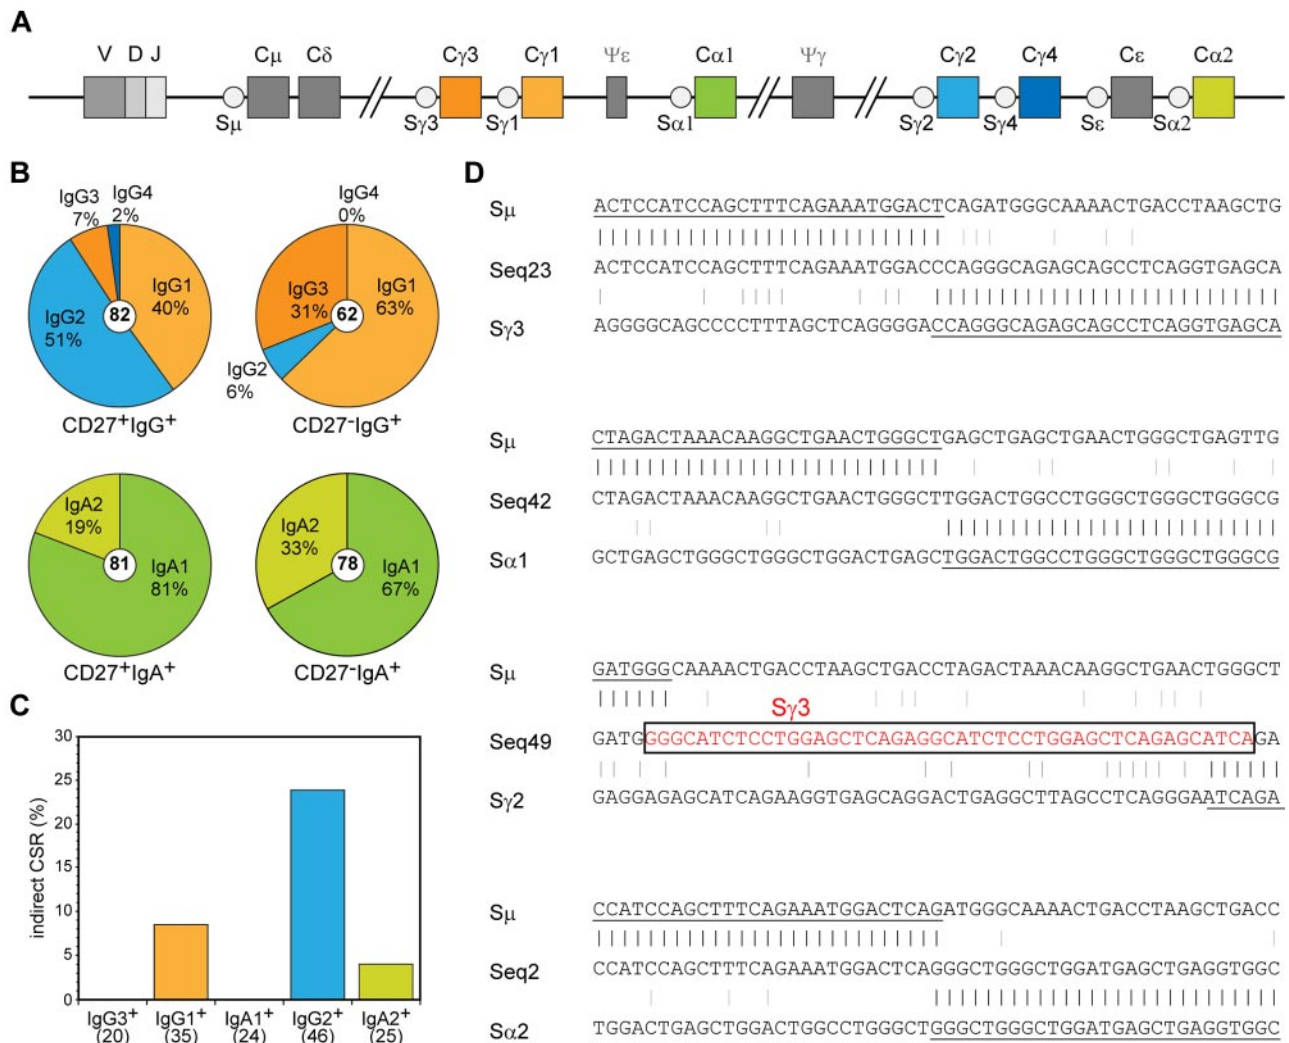 A
V D J Cμ Cδ Cγ3 Cγ1 Ψε Cα1 Ψγ Cγ2 Cγ4 Cε Cα2
Sμ Sγ3 Sγ1 Sα1 Sγ2 Sγ4 Sε Sα2
B
IgG3
7%
IgG4
2%
IgG1
40%
IgG2
51%
82
CD27+IgG+
IgG4
0%
IgG3
31%
IgG1
63%
62
IgG2
6%
CD27-IgG+
IgA2
19%
81
IgA1
81%
CD27+IgA+
IgA2
33%
78
IgA1
67%
CD27-IgA+
C
indirect CSR (%)
30
25
20
15
10
5
0
IgG3+ IgG1+ IgA1+ IgG2+ IgA2+
(20) (35) (24) (46) (25)
D
Sμ ACTCCATCCAGCTTTCAGAAATGGACTCAGATGGGCAAAACTGACCTAAGCTG
Seq23 ACTCCATCCAGCTTTCAGAAATGGACCCAGGGCAGAGCAGCCTCAGGTGAGCA
Sγ3 AGGGGCAGCCCCTTTAGCTCAGGGGACCAGGGCAGAGCAGCCTCAGGTGAGCA
Sμ CTAGACTAAACAAGGCTGAACTGGGCTGAGCTGAGCTGAACTGGGCTGAGTTG
Seq42 CTAGACTAAACAAGGCTGAACTGGGCTTGGACTGGCCTGGGCTGGGCTGGGCG
Sα1 GCTGAGCTGGGCTGGGCTGGACTGAGCTGGACTGGCCTGGGCTGGGCTGGGCG
Sμ GATGGGCAAAACTGACCTAAGCTGACCTAGACTAAACAAGGCTGAACTGGGCT
Sγ3
Seq49 GATGGGGCATCTCCTGGAGCTCAGAGGCATCTCCTGGAGCTCAGAGCATCAGA
Sγ2 GAGGAGAGCATCAGAAGGTGAGCAGGACTGAGGCTTAGCCTCAGGGAATCAGA
Sμ CCATCCAGCTTTCAGAAATGGACTCAGATGGGCAAAACTGACCTAAGCTGACC
Seq2 CCATCCAGCTTTCAGAAATGGACTCAGGGCTGGGCTGGATGAGCTGAGGTGGC
Sα2 TGGACTGAGCTGGACTGGCCTGGGCTGGGCTGGGCTGGATGAGCTGAGGTGGC